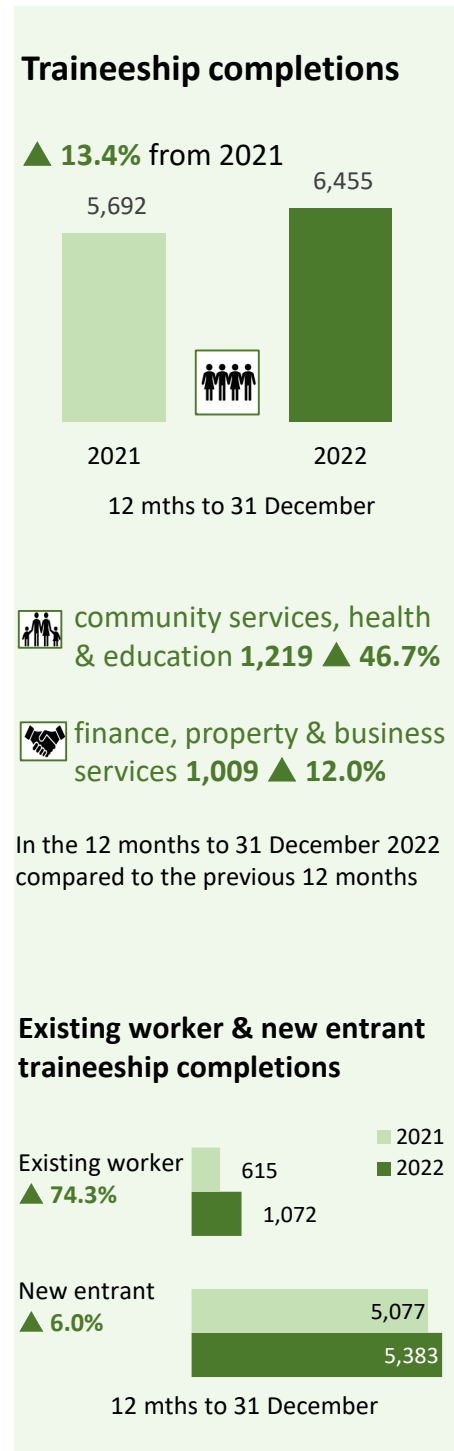 Traineeship completions
▲ 13.4% from 2021
5,692
6,455
2021
2022
12 mths to 31 December
community services, health
& education 1,219 ▲ 46.7%
finance, property & business
services 1,009 ▲ 12.0%
In the 12 months to 31 December 2022
compared to the previous 12 months
Existing worker & new entrant
traineeship completions
2021
2022
Existing worker
▲ 74.3%
615
1,072
New entrant
▲ 6.0%
5,077
5,383
12 mths to 31 December